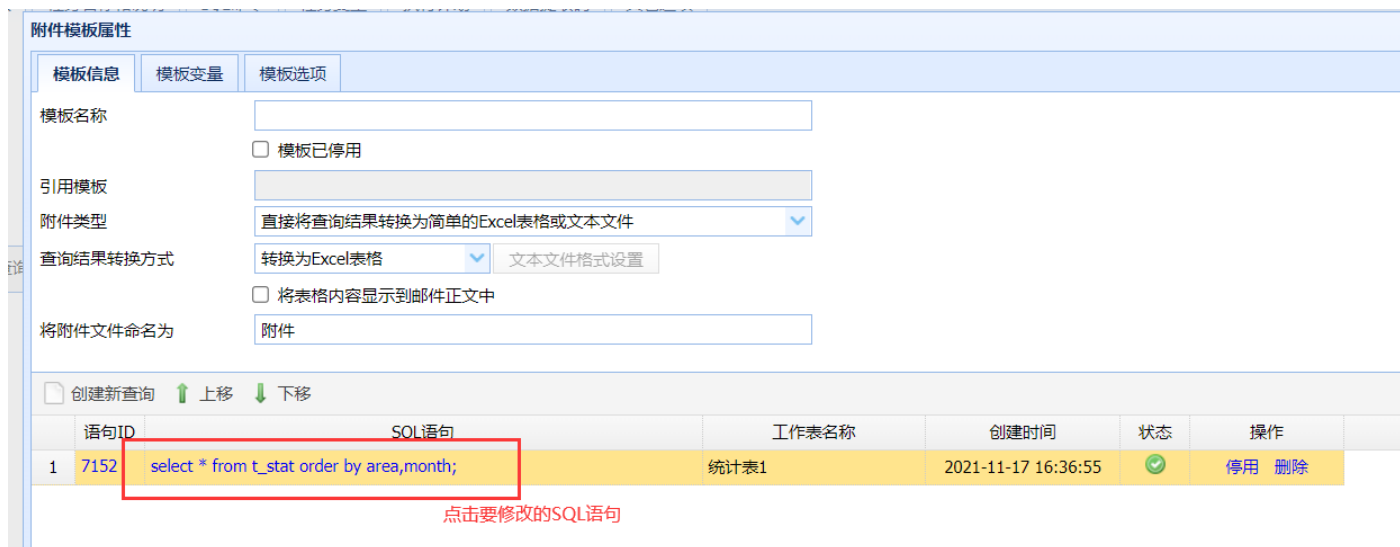 附件模板属性
模板信息 模板变量 模板选项
模板名称
模板已停用
引用模板
附件类型 直接将查询结果转换为简单的Excel表格或文本文件
查询结果转换方式 转换为Excel表格 文本文件格式设置
将表格内容显示到邮件正文中
将附件文件命名为 附件
创建新查询 上移 下移
语句ID SQL语句 工作表名称 创建时间 状态 操作
1 7152 select * from t_stat order by area,month; 统计表1 2021-11-17 16:36:55 停用 删除
点击要修改的SQL语句